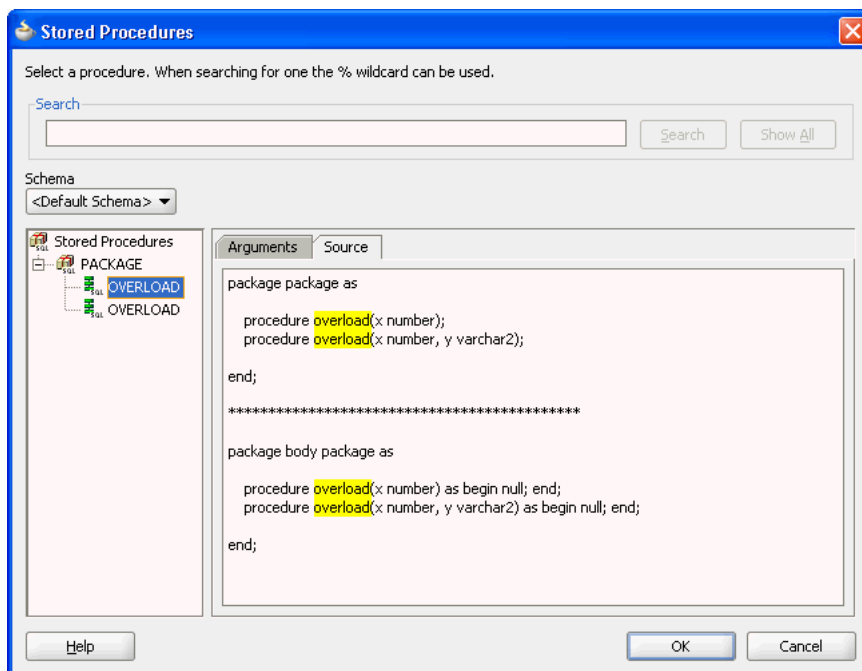 Stored Procedures
Select a procedure. When searching for one the % wildcard can be used.
Search
Search
Show All
Schema
<Default Schema>
Stored Procedures
PACKAGE
OVERLOAD
OVERLOAD
Arguments
Source
package package as
procedure overload(x number);
procedure overload(x number, y varchar2);
end;
********************************************
package body package as
procedure overload(x number) as begin null; end;
procedure overload(x number, y varchar2) as begin null; end;
end;
Help
OK
Cancel